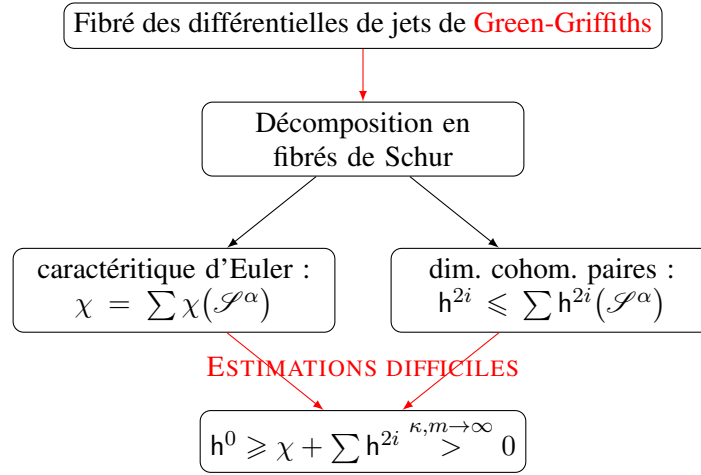 Fibré des différentielles de jets de Green-Griffiths
Décomposition en
fibrés de Schur
caractéritique d'Euler :
χ = ∑ χ(𝒮^α)
dim. cohom. paires :
h^{2i} ⩽ ∑ h^{2i}(𝒮^α)
ESTIMATIONS DIFFICILES
h^0 ⩾ χ + ∑ h^{2i} >^{κ,m→∞} 0